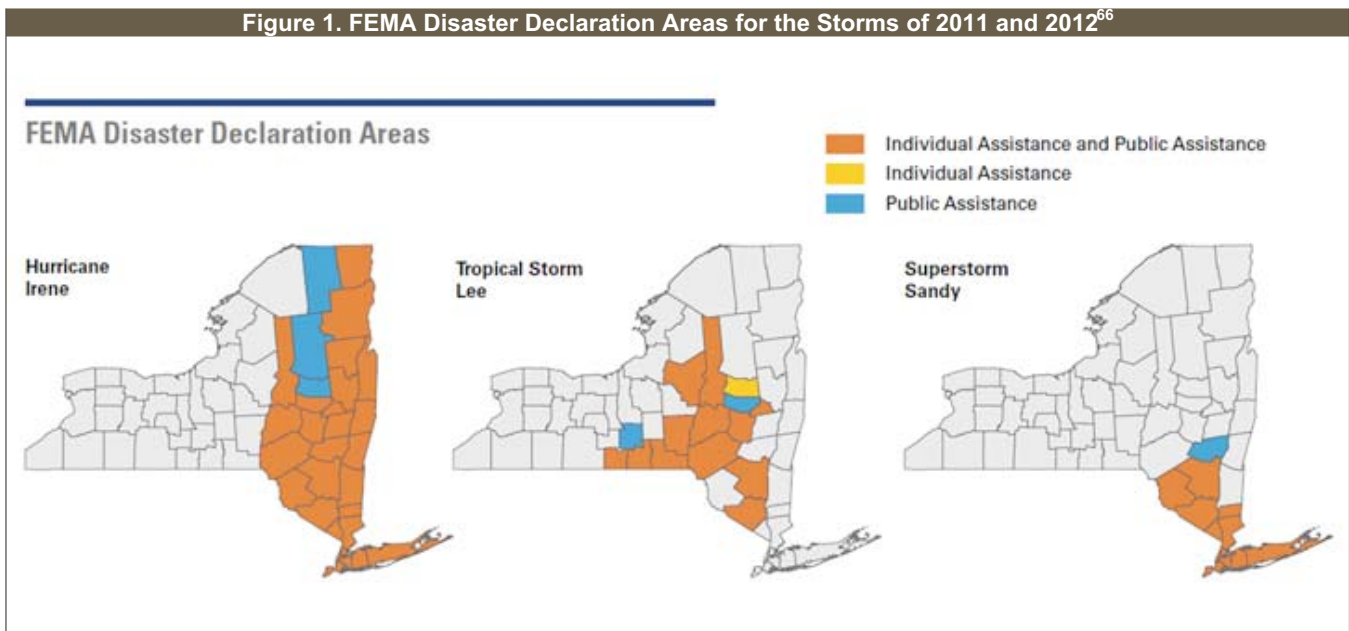 Figure 1. FEMA Disaster Declaration Areas for the Storms of 2011 and 2012⁶⁶
FEMA Disaster Declaration Areas
Individual Assistance and Public Assistance
Individual Assistance
Public Assistance
Hurricane
Irene
Tropical Storm
Lee
Superstorm
Sandy